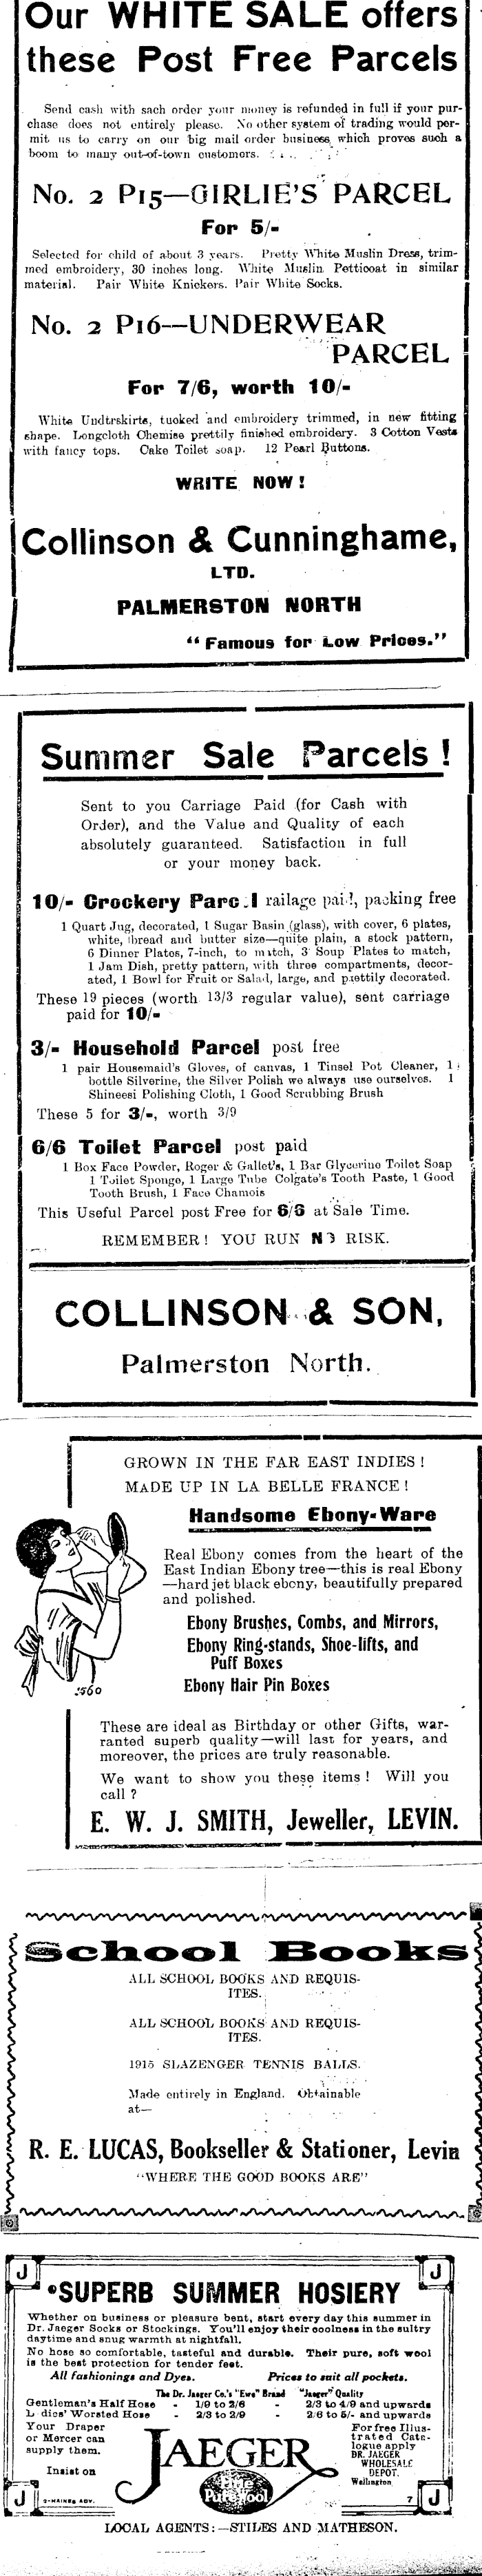 Our WHITE SALE offers
these Post Free Parcels
Send cash with sach order your money is refunded in full if your pur-
chase does not entirely please. No other system of trading would per-
mit us to carry on our big mail order business, which proves such a
boom to many out-of-town customers.
No. 2 P15—GIRLIE'S PARCEL
For 5/-
Selected for child of about 3 years. Pretty White Muslin Dress, trim-
med embroidery, 30 inches long. White Muslin Petticoat in similar
material. Pair White Knickers. Pair White Socks.
No. 2 P16—UNDERWEAR
PARCEL
For 7/6, worth 10/-
White Undtrskirts, tucked and embroidery trimmed, in new fitting
shape. Longcloth Chemise prettily finished embroidery. 3 Cotton Vests
with fancy tops. Cake Toilet soap. 12 Pearl Buttons.
WRITE NOW!
Collinson & Cunninghame,
LTD.
PALMERSTON NORTH
"Famous for Low Prices."
Summer Sale Parcels!
Sent to you Carriage Paid (for Cash with
Order), and the Value and Quality of each
absolutely guaranteed. Satisfaction in full
or your money back.
10/- Crockery Parcel railage paid, packing free
1 Quart Jug, decorated, 1 Sugar Basin (glass), with cover, 6 plates,
white, bread and butter size—quite plain, a stock pattern,
6 Dinner Plates, 7-inch, to match, 3 Soup Plates to match,
1 Jam Dish, pretty pattern, with three compartments, decor-
ated, 1 Bowl for Fruit or Salad, large, and prettily decorated.
These 19 pieces (worth 13/3 regular value), sent carriage
paid for 10/-
3/- Household Parcel post free
1 pair Housemaid's Gloves, of canvas, 1 Tinsel Pot Cleaner, 1
bottle Silverine, the Silver Polish we always use ourselves. 1
Shineesi Polishing Cloth, 1 Good Scrubbing Brush
These 5 for 3/-, worth 3/9
6/6 Toilet Parcel post paid
1 Box Face Powder, Roger & Gallet's, 1 Bar Glycerine Toilet Soap
1 Toilet Sponge, 1 Large Tube Colgate's Tooth Paste, 1 Good
Tooth Brush, 1 Face Chamois
This Useful Parcel post Free for 6/6 at Sale Time.
REMEMBER! YOU RUN NO RISK.
COLLINSON & SON,
Palmerston North.
GROWN IN THE FAR EAST INDIES!
MADE UP IN LA BELLE FRANCE!
Handsome Ebony-Ware
Real Ebony comes from the heart of the
East Indian Ebony tree—this is real Ebony
—hard jet black ebony, beautifully prepared
and polished.
Ebony Brushes, Combs, and Mirrors,
Ebony Ring-stands, Shoe-lifts, and
Puff Boxes
Ebony Hair Pin Boxes
These are ideal as Birthday or other Gifts, war-
ranted superb quality—will last for years, and
moreover, the prices are truly reasonable.
We want to show you these items! Will you
call?
E. W. J. SMITH, Jeweller, LEVIN.
School Books
ALL SCHOOL BOOKS AND REQUIS-
ITES.
ALL SCHOOL BOOKS AND REQUIS-
ITES.
1915 SLAZENGER TENNIS BALLS.
Made entirely in England. Obtainable
at—
R. E. LUCAS, Bookseller & Stationer, Levin
"WHERE THE GOOD BOOKS ARE"
J J
SUPERB SUMMER HOSIERY
Whether on business or pleasure bent, start every day this summer in
Dr. Jaeger Socks or Stockings. You'll enjoy their coolness in the sultry
daytime and snug warmth at nightfall.
No hose so comfortable, tasteful and durable. Their pure, soft wool
is the best protection for tender feet.
All fashionings and Dyes. Prices to suit all pockets.
The Dr. Jaeger Co.'s "Ewe" Brand "Jaeger" Quality
Gentleman's Half Hose - 1/9 to 2/6 - 2/3 to 4/9 and upwards
Ladies' Worsted Hose - 2/3 to 2/9 - 2/6 to 5/- and upwards
Your Draper
or Mercer can
supply them.
Insist on
JAEGER
Fine
Pure Wool
For free Illus-
trated Cata-
logue apply
DR. JAEGER
WHOLESALE
DEPOT,
Wellington
J HAINES ADV. 7 J
LOCAL AGENTS:—STILES AND MATHESON.